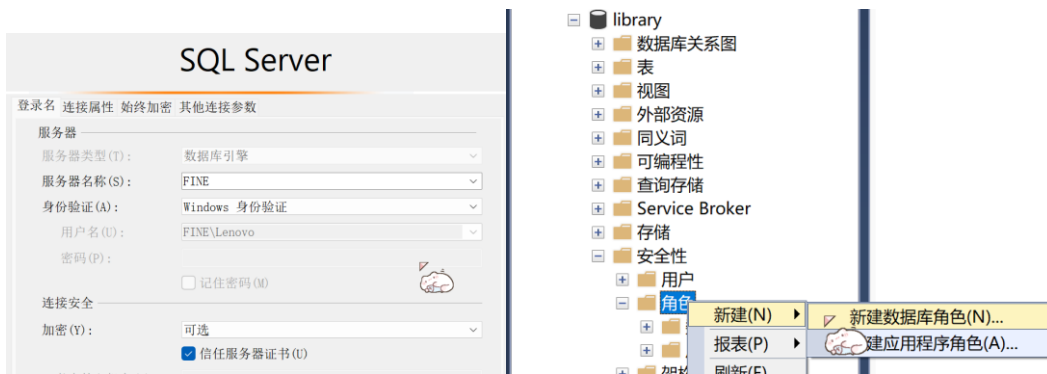 SQL Server
登录名 连接属性 始终加密 其他连接参数
服务器
服务器类型(T): 数据库引擎
服务器名称(S): FINE
身份验证(A): Windows 身份验证
用户名(U): FINE\Lenovo
密码(P):
记住密码(M)
连接安全
加密(Y): 可选
信任服务器证书(U)
library
数据库关系图
表
视图
外部资源
同义词
可编程性
查询存储
Service Broker
存储
安全性
用户
角色
新建(N)
新建数据库角色(N)...
报表(P)
建应用程序角色(A)...